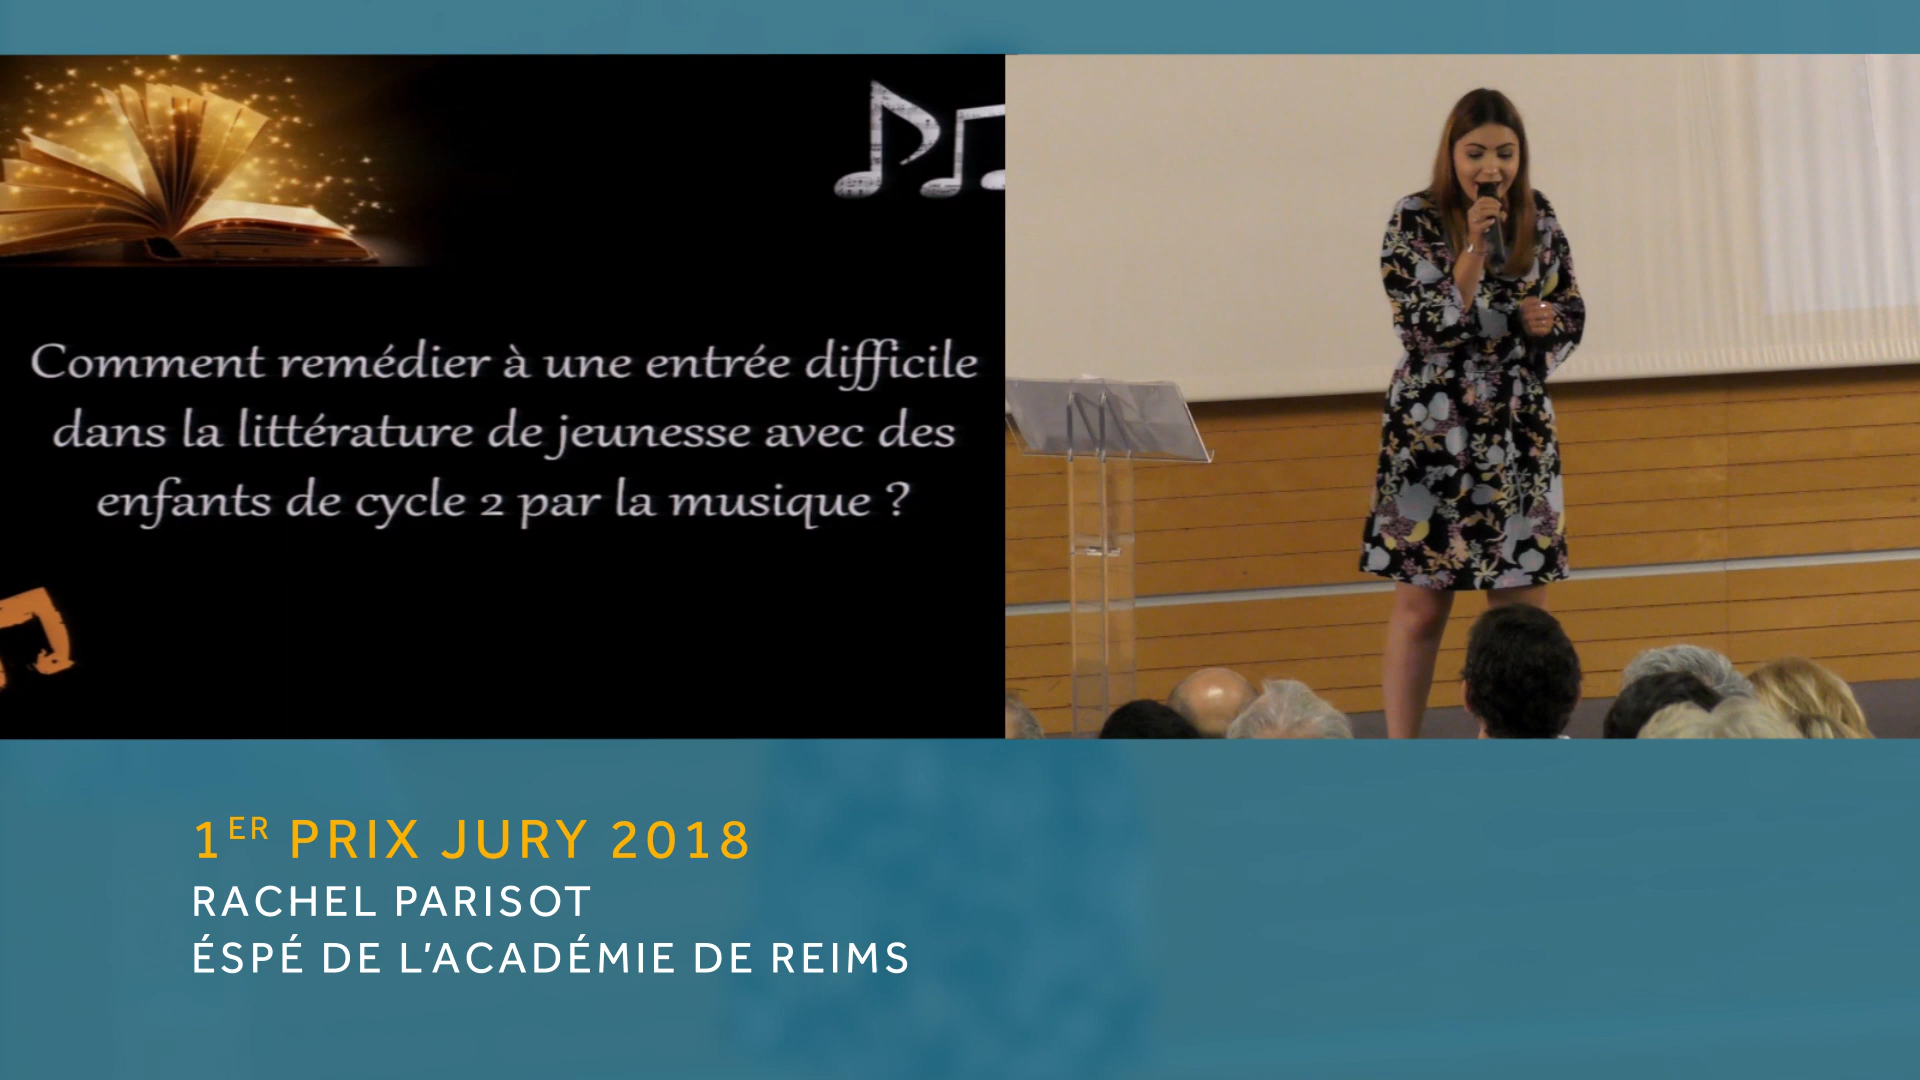 Comment remédier à une entrée difficile
dans la littérature de jeunesse avec des
enfants de cycle 2 par la musique ?
1ER PRIX JURY 2018
RACHEL PARISOT
ÉSPÉ DE L'ACADÉMIE DE REIMS